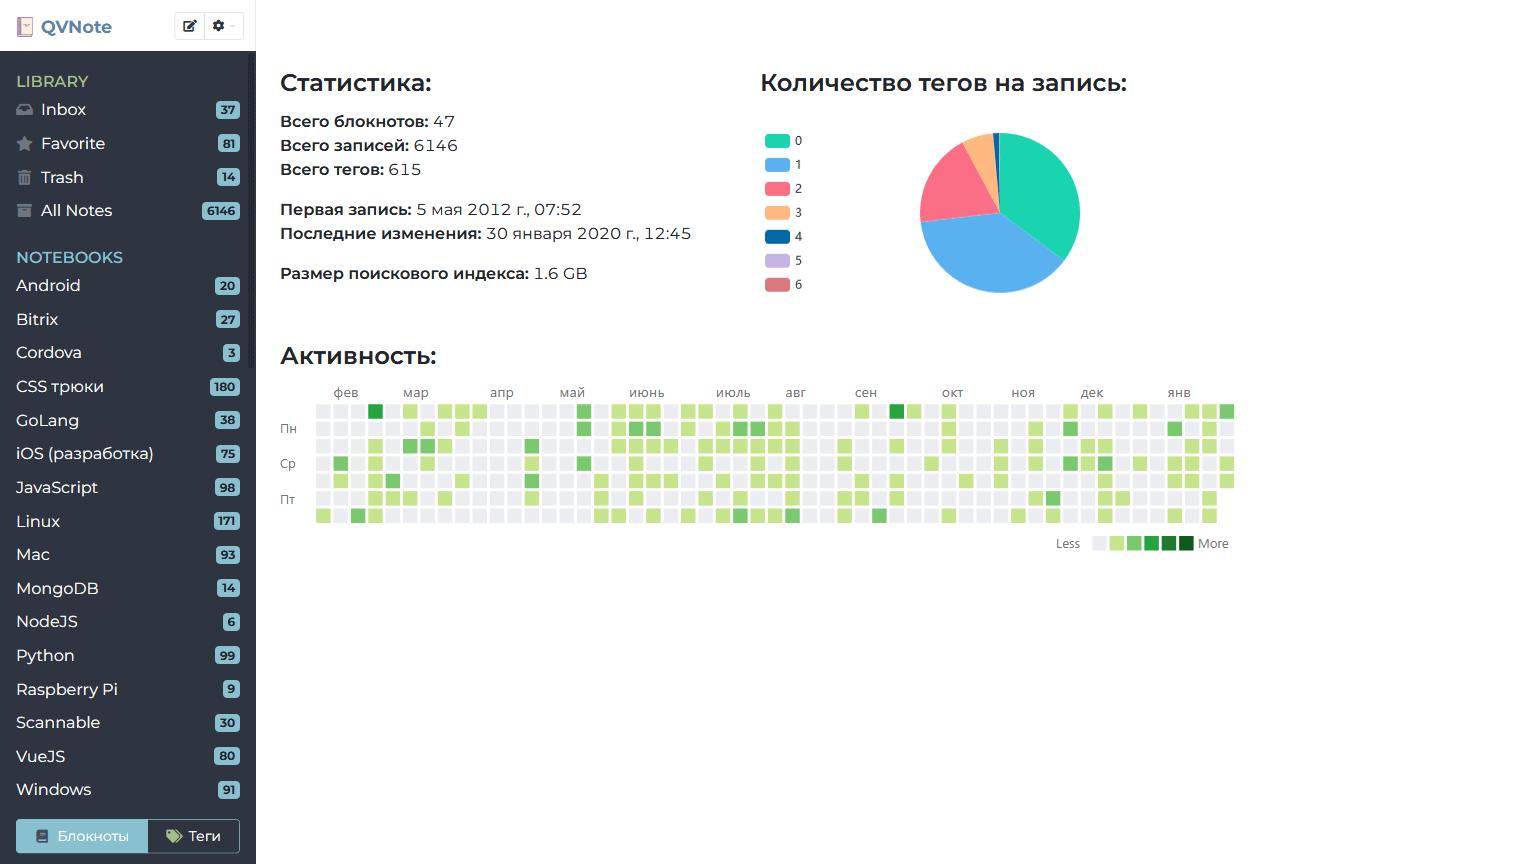 QVNote
LIBRARY
Inbox 37
Favorite 81
Trash 14
All Notes 6146
NOTEBOOKS
Android 20
Bitrix 27
Cordova 3
CSS трюки 180
GoLang 38
iOS (разработка) 75
JavaScript 98
Linux 171
Mac 93
MongoDB 14
NodeJS 6
Python 99
Raspberry Pi 9
Scannable 30
VueJS 80
Windows 91
Блокноты Теги
Статистика:
Всего блокнотов: 47
Всего записей: 6146
Всего тегов: 615
Первая запись: 5 мая 2012 г., 07:52
Последние изменения: 30 января 2020 г., 12:45
Размер поискового индекса: 1.6 GB
Количество тегов на запись:
0
1
2
3
4
5
6
Активность:
фев мар апр май июнь июль авг сен окт ноя дек янв
Пн
Ср
Пт
Less More